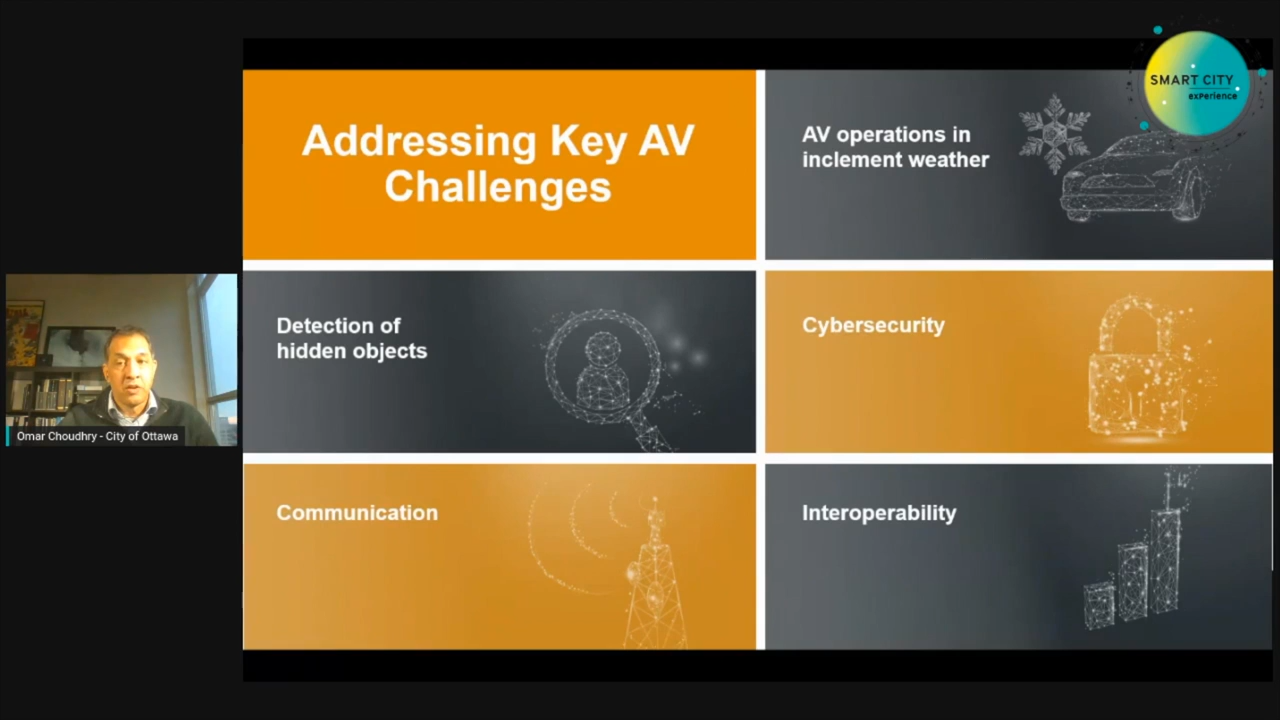 SMART CITY
exPerience
Addressing Key AV
Challenges
AV operations in
inclement weather
Detection of
hidden objects
Cybersecurity
Communication
Interoperability
Omar Choudhry - City of Ottawa